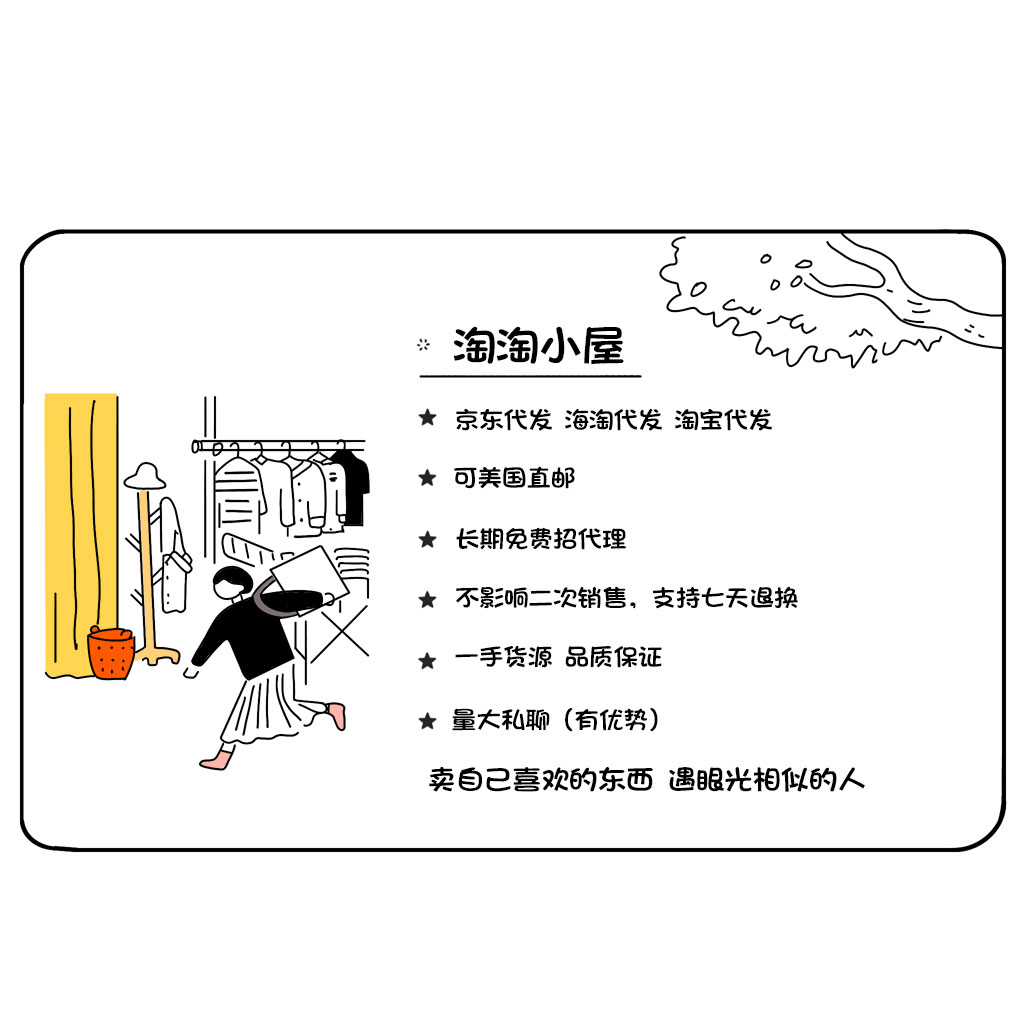 淘淘小屋
京东代发 海淘代发 淘宝代发
可美国直邮
长期免费招代理
不影响二次销售，支持七天退换
一手货源 品质保证
量大私聊（有优势）
卖自己喜欢的东西 遇眼光相似的人